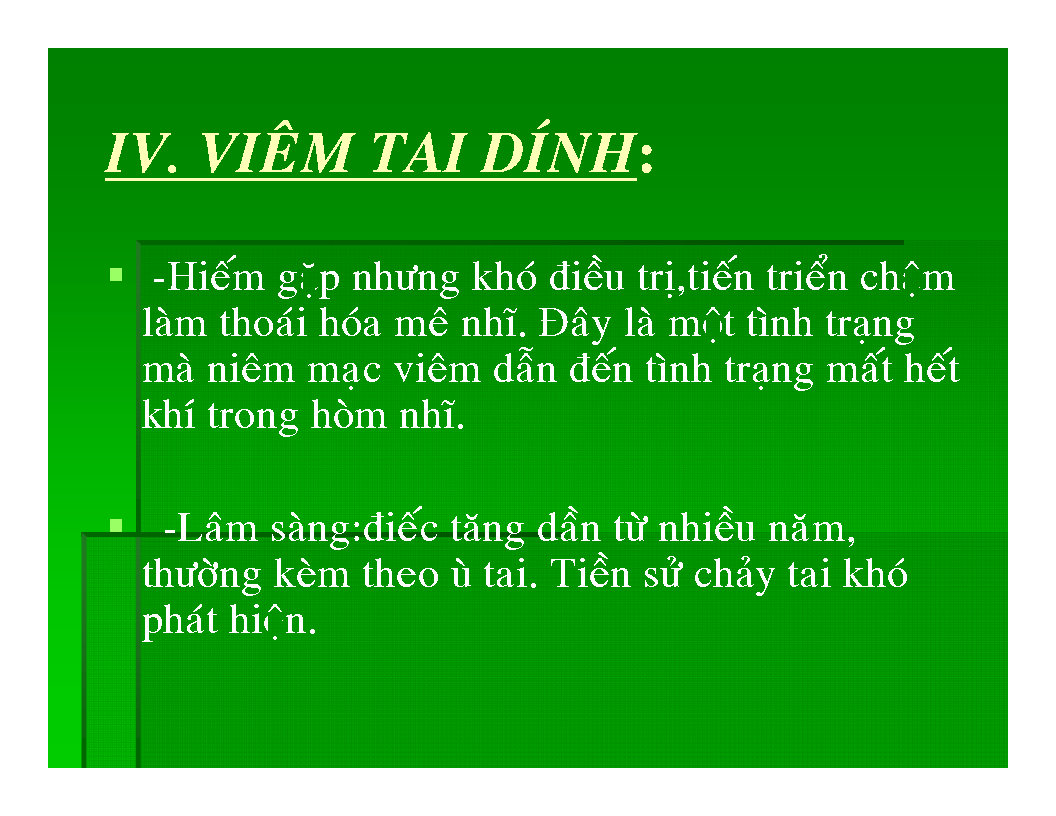 IV. VIÊM TAI DÍNH:
-Hiếm gặp nhưng khó điều trị,tiến triển chậm
làm thoái hóa mê nhĩ. Đây là một tình trạng
mà niêm mạc viêm dẫn đến tình trạng mất hết
khí trong hòm nhĩ.
-Lâm sàng:điếc tăng dần từ nhiều năm,
thường kèm theo ù tai. Tiền sử chảy tai khó
phát hiện.